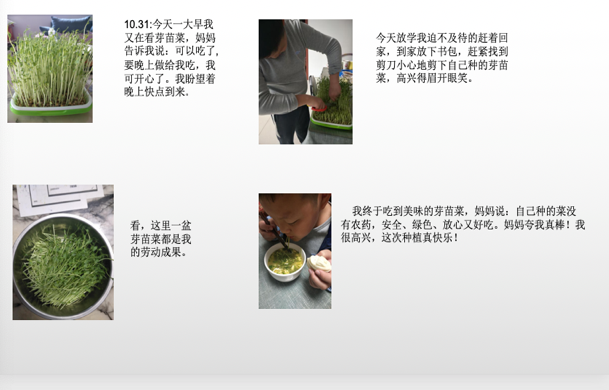 10.31:今天一大早我
又在看芽苗菜，妈妈
告诉我说：可以吃了,
要晚上做给我吃，我
可开心了。我盼望着
晚上快点到来.
今天放学我迫不及待的赶着回
家，到家放下书包，赶紧找到
剪刀小心地剪下自己种的芽苗
菜，高兴得眉开眼笑。
看，这里一盆
芽苗菜都是我
的劳动成果。
我终于吃到美味的芽苗菜，妈妈说：自己种的菜没
有农药，安全、绿色、放心又好吃。妈妈夸我真棒！我
很高兴，这次种植真快乐！